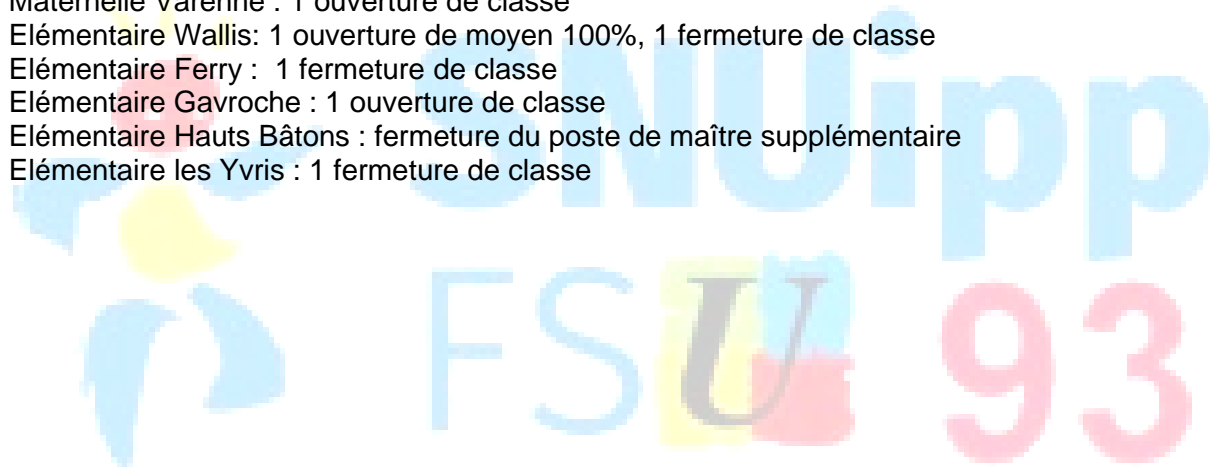 Maternelle Varenne : 1 ouverture de classe
Elémentaire Wallis: 1 ouverture de moyen 100%, 1 fermeture de classe
Elémentaire Ferry :  1 fermeture de classe
Elémentaire Gavroche : 1 ouverture de classe
Elémentaire Hauts Bâtons : fermeture du poste de maître supplémentaire
Elémentaire les Yvris : 1 fermeture de classe
SNUipp
FSU 93